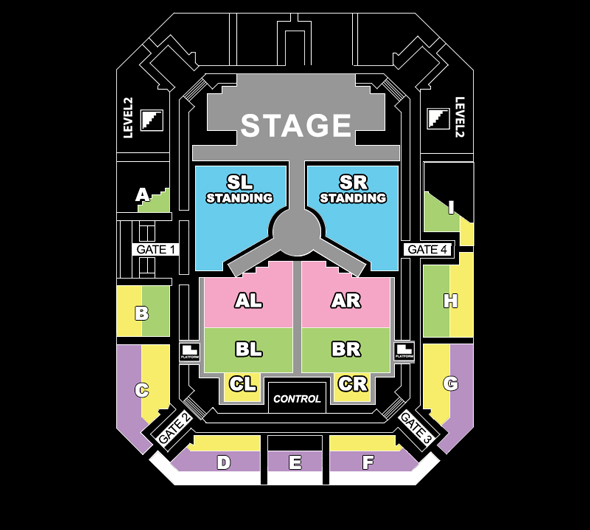 LEVEL2
LEVEL2
STAGE
SL
STANDING
SR
STANDING
A
I
GATE 1
GATE 4
AL
AR
B
H
BL
BR
PLATFORM
PLATFORM
C
CL
CR
G
CONTROL
GATE 2
GATE 3
D
E
F